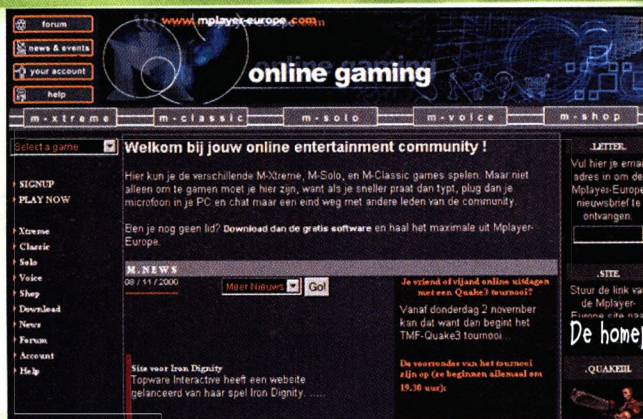 forum
news & events
your account
help
www.mplayer-europe.com
online gaming
m-xtreme
m-classic
m-solo
m-voice
m-shop
Select a game
SIGNUP
PLAY NOW
Xtreme
Classic
Solo
Voice
Shop
Download
News
Forum
Account
Help
Welkom bij jouw online entertainment community !
Hier kun je de verschillende M-Xtreme, M-Solo, en M-Classic games spelen. Maar niet
alleen om te gamen moet je hier zijn, want als je sneller praat dan typt, plug dan je
microfoon in je PC en chat maar een eind weg met andere leden van de community.
Ben je nog geen lid? Download dan de gratis software en haal het maximale uit Mplayer-
Europe.
M.NEWS
08 / 11 / 2000
Meer Nieuws
Go!
Site voor Iron Dignity
Topware Interactive heeft een website
gelanceerd van haar spel Iron Dignity. ......
Je vriend of vijand online uitdagen
met een Quake3 tournooi?
Vanaf donderdag 2 november
kan dat want dan begint het
TMF-Quake3 tournooi...
De voorrondes van het tournooi
zijn op (ze beginnen allemaal om
19.30 uur):
.LETTER.
Vul hier je email
adres in om de
Mplayer-Europe
nieuwsbrief te
ontvangen.
.SITE.
Stuur de link van
de Mplayer-
Europe site naa
De homep
.QUAKEIII.